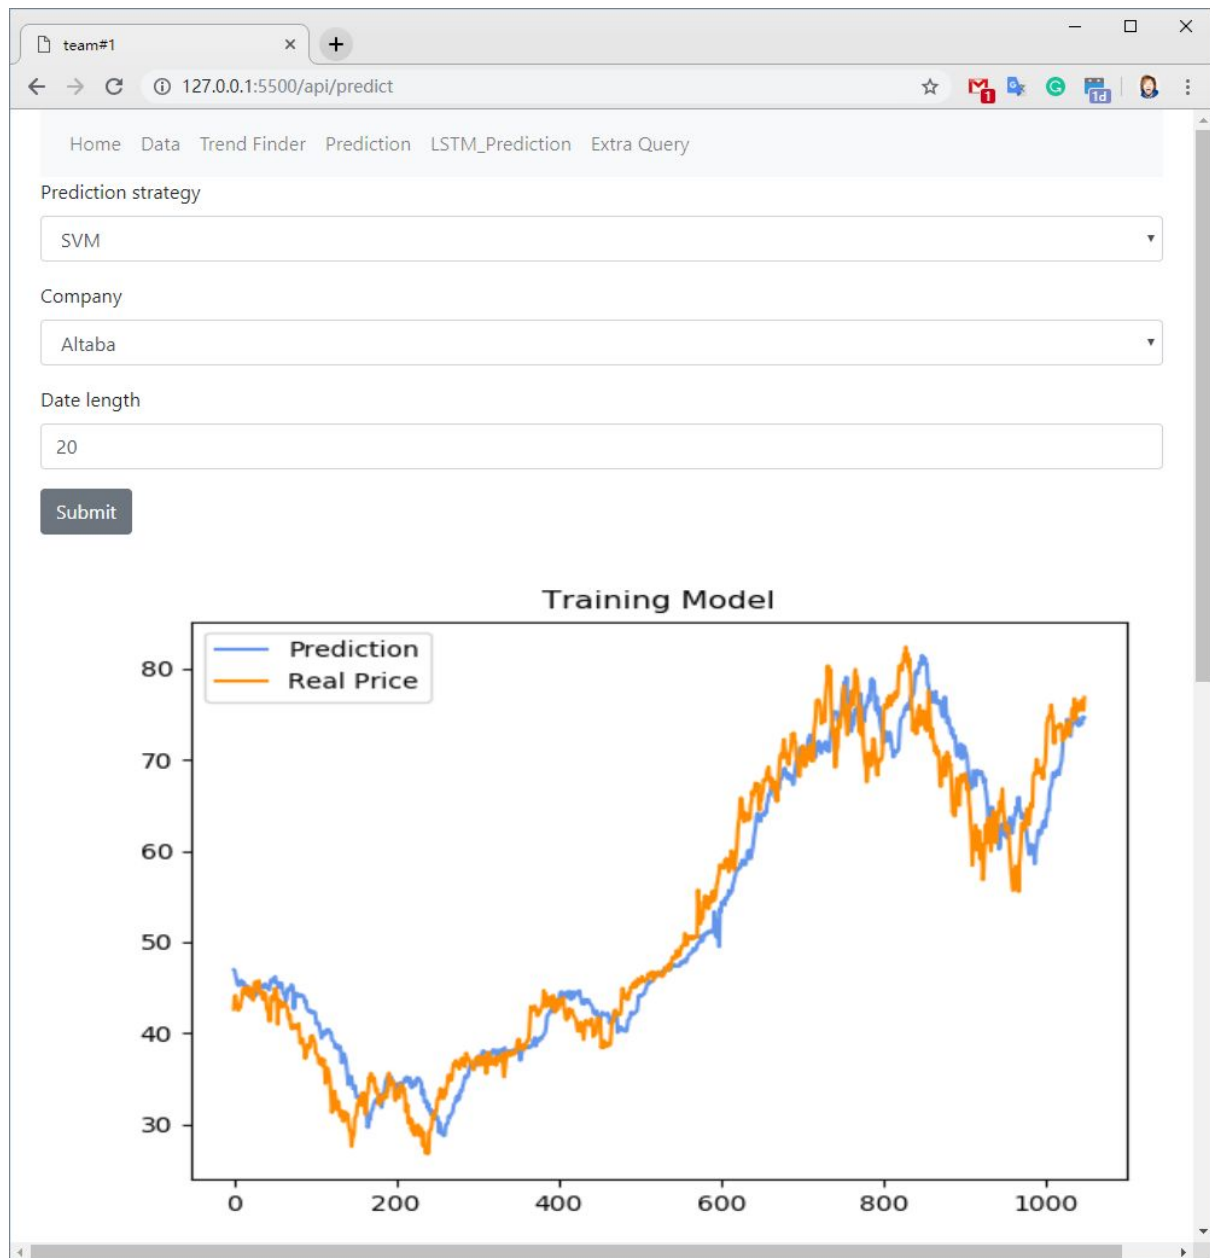 team#1
127.0.0.1:5500/api/predict
1
1d
Home Data Trend Finder Prediction LSTM_Prediction Extra Query
Prediction strategy
SVM
Company
Altaba
Date length
20
Submit
Training Model
Prediction
Real Price
80
70
60
50
40
30
0 200 400 600 800 1000